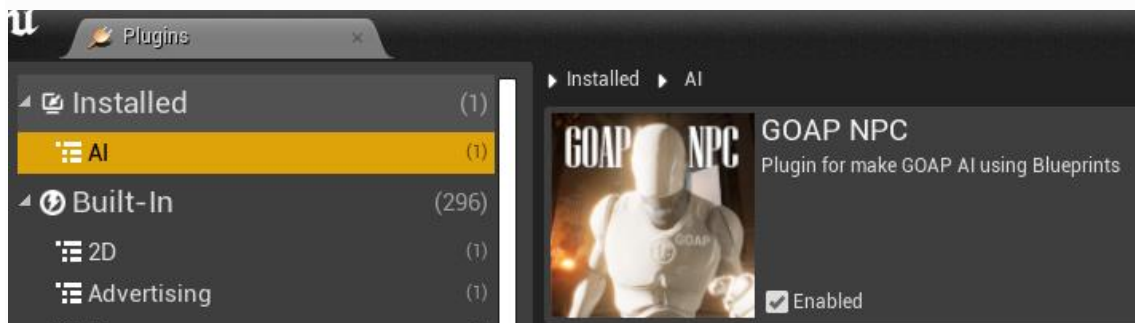 Plugins
Installed (1)
AI (1)
Built-In (296)
2D (1)
Advertising (1)
Installed AI
GOAP NPC
GOAP
GOAP NPC
Plugin for make GOAP AI using Blueprints
Enabled